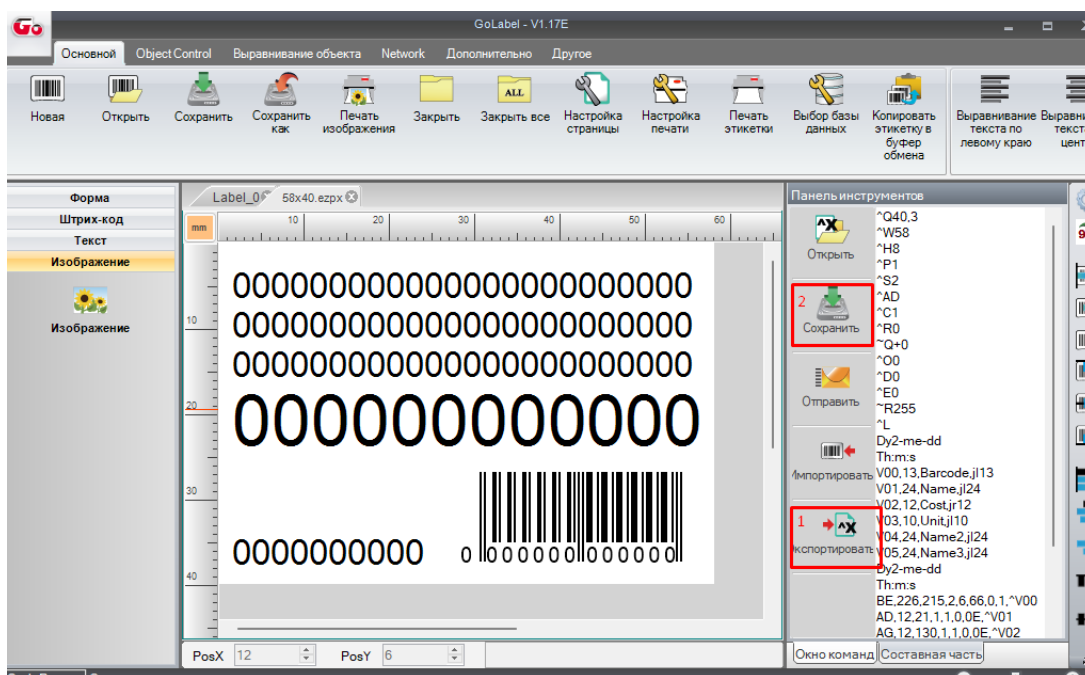 Go
GoLabel - V1.17E
Основной Object Control Выравнивание объекта Network Дополнительно Другое
Новая Открыть Сохранить Сохранить как Печать изображения Закрыть ALL Закрыть все Настройка страницы Настройка печати Печать этикетки Выбор базы данных Копировать этикетку в буфер обмена Выравнивание текста по левому краю
Форма
Штрих-код
Текст
Изображение
Изображение
Label_0 58x40.ezpx
mm 10 20 30 40 50 60
10
20
30
40
0000000000000000000000000
0000000000000000000000000
0000000000000000000000000
000000000000
0000000000
0 000000 000000
PosX 12 PosY 6
Панель инструментов
Открыть
2
Сохранить
Отправить
Импортировать
1
Экспортировать
^Q40,3
^W58
^H8
^P1
^S2
^AD
^C1
^R0
~Q+0
^O0
^D0
^E0
~R255
^L
Dy2-me-dd
Th:m:s
V00,13,Barcode,jl13
V01,24,Name,jl24
V02,12,Cost,jr12
V03,10,Unit,jl10
V04,24,Name2,jl24
V05,24,Name3,jl24
Dy2-me-dd
Th:m:s
BE,226,215,2,6,66,0,1,^V00
AD,12,21,1,1,0,0E,^V01
AG,12,130,1,1,0,0E,^V02
Окно команд Составная часть